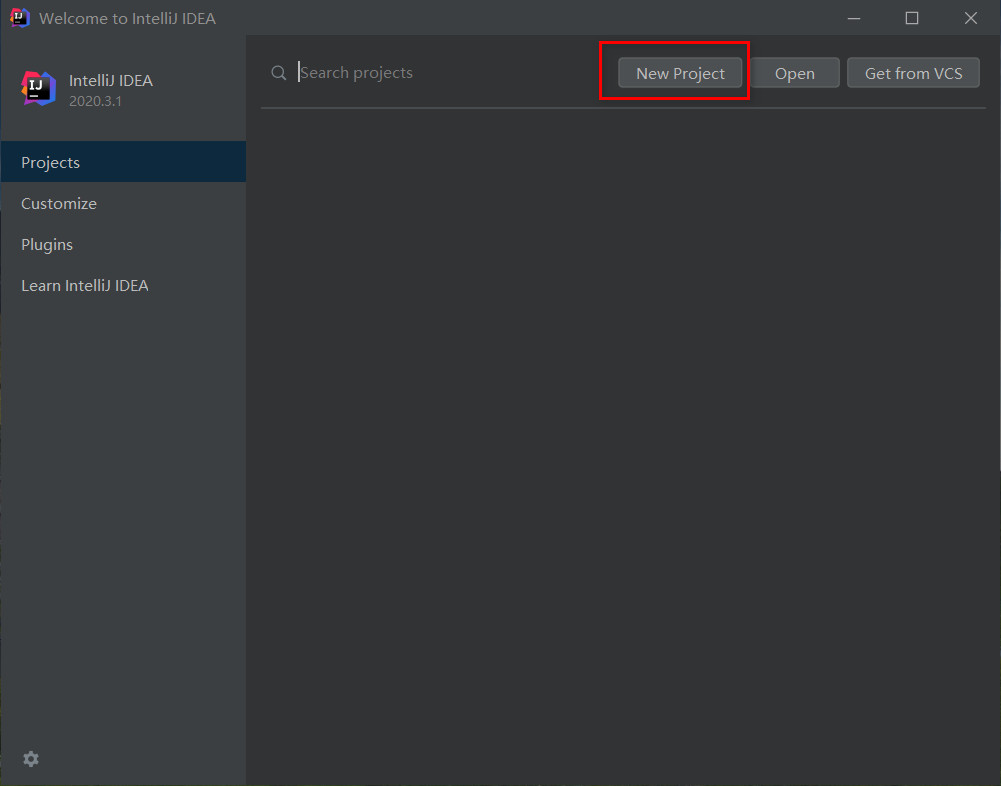 Welcome to IntelliJ IDEA
IntelliJ IDEA
2020.3.1
Search projects
New Project
Open
Get from VCS
Projects
Customize
Plugins
Learn IntelliJ IDEA